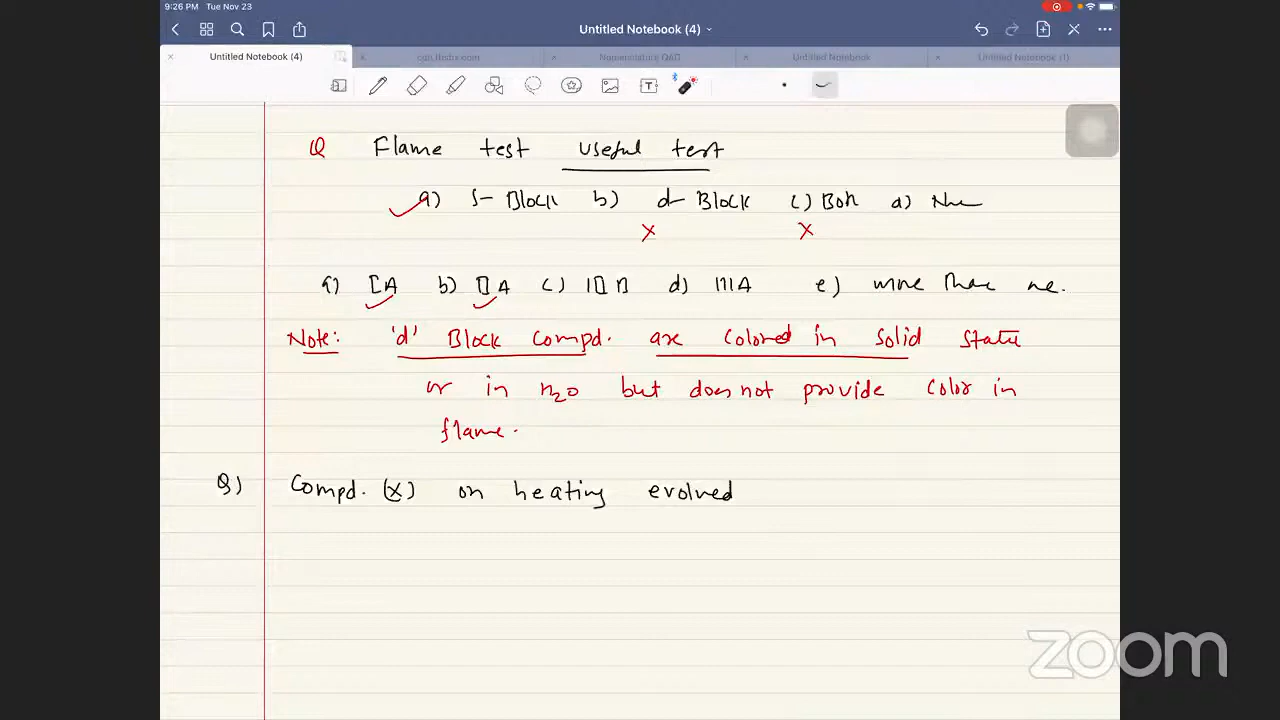 9:26 PM Tue Nov 23
Untitled Notebook (4)
Untitled Notebook (4)
Nomenclature QAD
Untitled Notebook
Untitled Notebook (1)
Q Flame test useful test
a) S-Block b) d-Block c) Both d) None
a) IA b) IIA c) d) IIIA e) more than one.
Note: 'd' Block Compd. are Colored in Solid State
or in H2O but does not provide Color in
flame.
Q) Compd. (X) on heating evolved
zoom